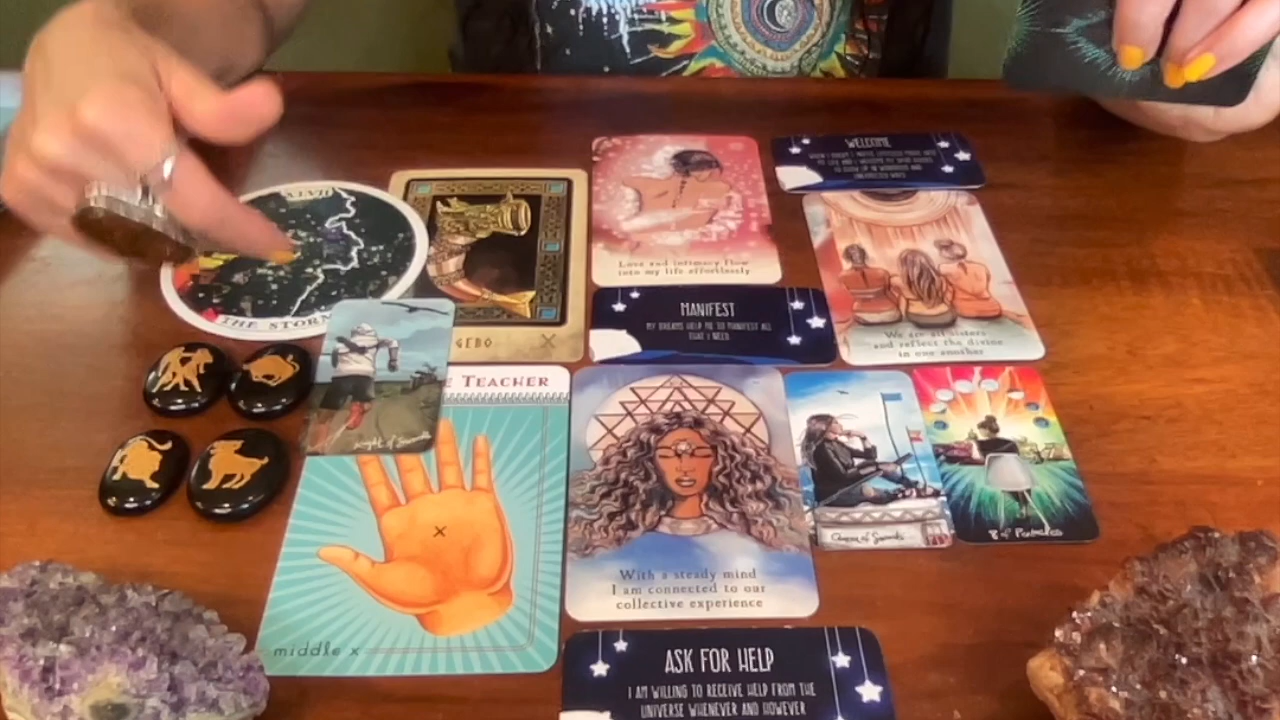 XVII
THE STORM
GEBO
Love and intimacy flow
into my life effortlessly
WELCOME
MANIFEST
MY DREAMS HELP ME TO MANIFEST ALL
THAT I NEED
We are all sisters
and reflect the divine
in one another
Knight of Swords
E TEACHER
middle x
With a steady mind
I am connected to our
collective experience
Queen of Swords
8 of Pentacles
ASK FOR HELP
I AM WILLING TO RECEIVE HELP FROM THE
UNIVERSE WHENEVER AND HOWEVER